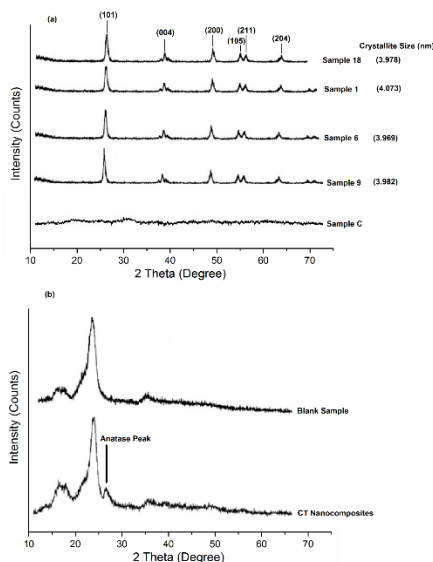 (a)
(101)
(004)
(200)
(105)
(211)
(204)
Crystallite Size (nm)
Sample 18 (3.978)
Sample 1 (4.073)
Sample 6 (3.969)
Sample 9 (3.982)
Sample C
Intensity (Counts)
10 20 30 40 50 60 70
2 Theta (Degree)
(b)
Blank Sample
Anatase Peak
CT Nanocomposites
Intensity (Counts)
10 20 30 40 50 60 70
2 Theta (Degree)